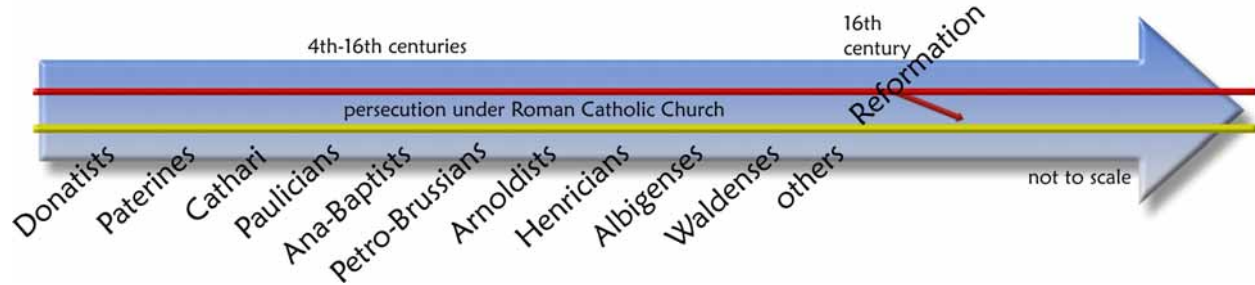 4th-16th centuries
16th
century
Reformation
persecution under Roman Catholic Church
Donatists
Paterines
Cathari
Paulicians
Ana-Baptists
Petro-Brussians
Arnoldists
Henricians
Albigenses
Waldenses
others
not to scale